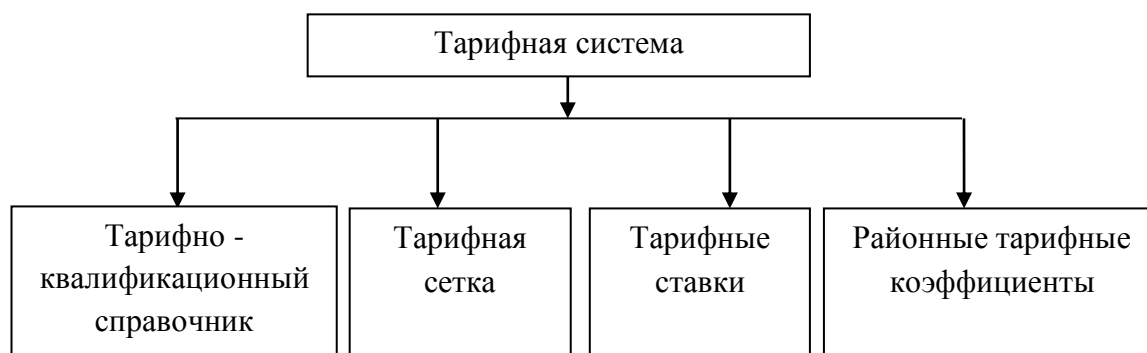 Тарифная система
Тарифно -
квалификационный
справочник
Тарифная
сетка
Тарифные
ставки
Районные тарифные
коэффициенты